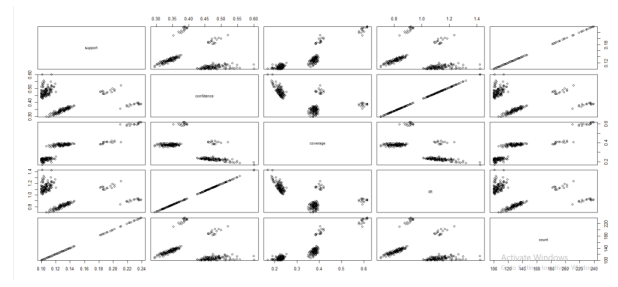 0.30 0.35 0.40 0.45 0.50 0.55 0.60
0.8 1.0 1.2 1.4
support
0.12 0.18
0.30 0.40 0.50 0.60
confidence
coverage
0.2 0.4 0.6
0.8 1.0 1.2 1.4
lift
count
100 140 180 220
Activate Windows
0.10 0.12 0.14 0.16 0.18 0.20 0.22 0.24
0.2 0.3 0.4 0.5 0.6
100 120 140 160 180 200 220 240